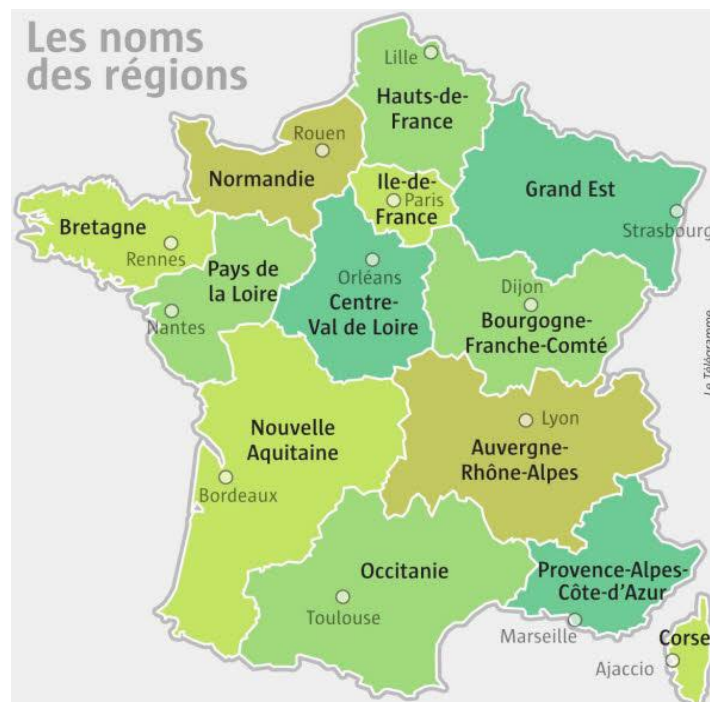 Les noms
des régions
Lille
Hauts-de-
France
Rouen
Normandie
Ile-de-
Paris
France
Grand Est
Strasbourg
Bretagne
Rennes
Pays de
la Loire
Nantes
Orléans
Centre-
Val de Loire
Dijon
Bourgogne-
Franche-Comté
Le Télégramme
Nouvelle
Aquitaine
Bordeaux
Lyon
Auvergne-
Rhône-Alpes
Occitanie
Toulouse
Provence-Alpes-
Côte-d'Azur
Marseille
Corse
Ajaccio